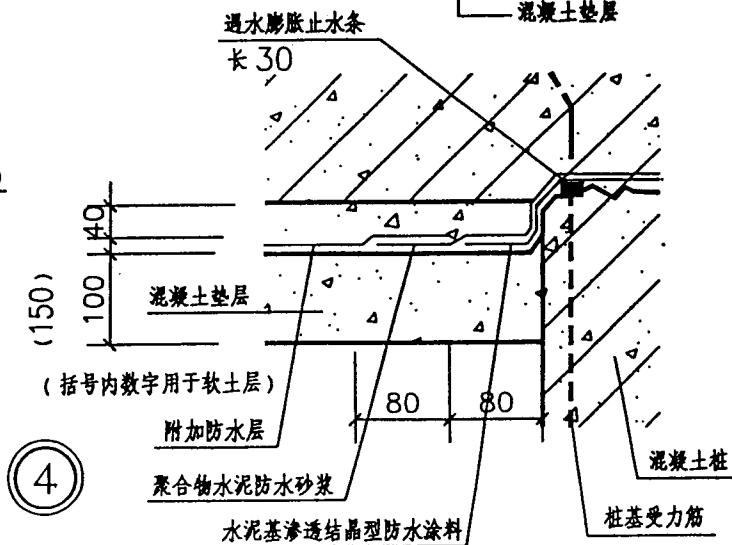 混凝土垫层
遇水膨胀止水条
长30
40
100
(150)
混凝土垫层
(括号内数字用于软土层)
80
80
附加防水层
聚合物水泥防水砂浆
水泥基渗透结晶型防水涂料
混凝土桩
桩基受力筋
4